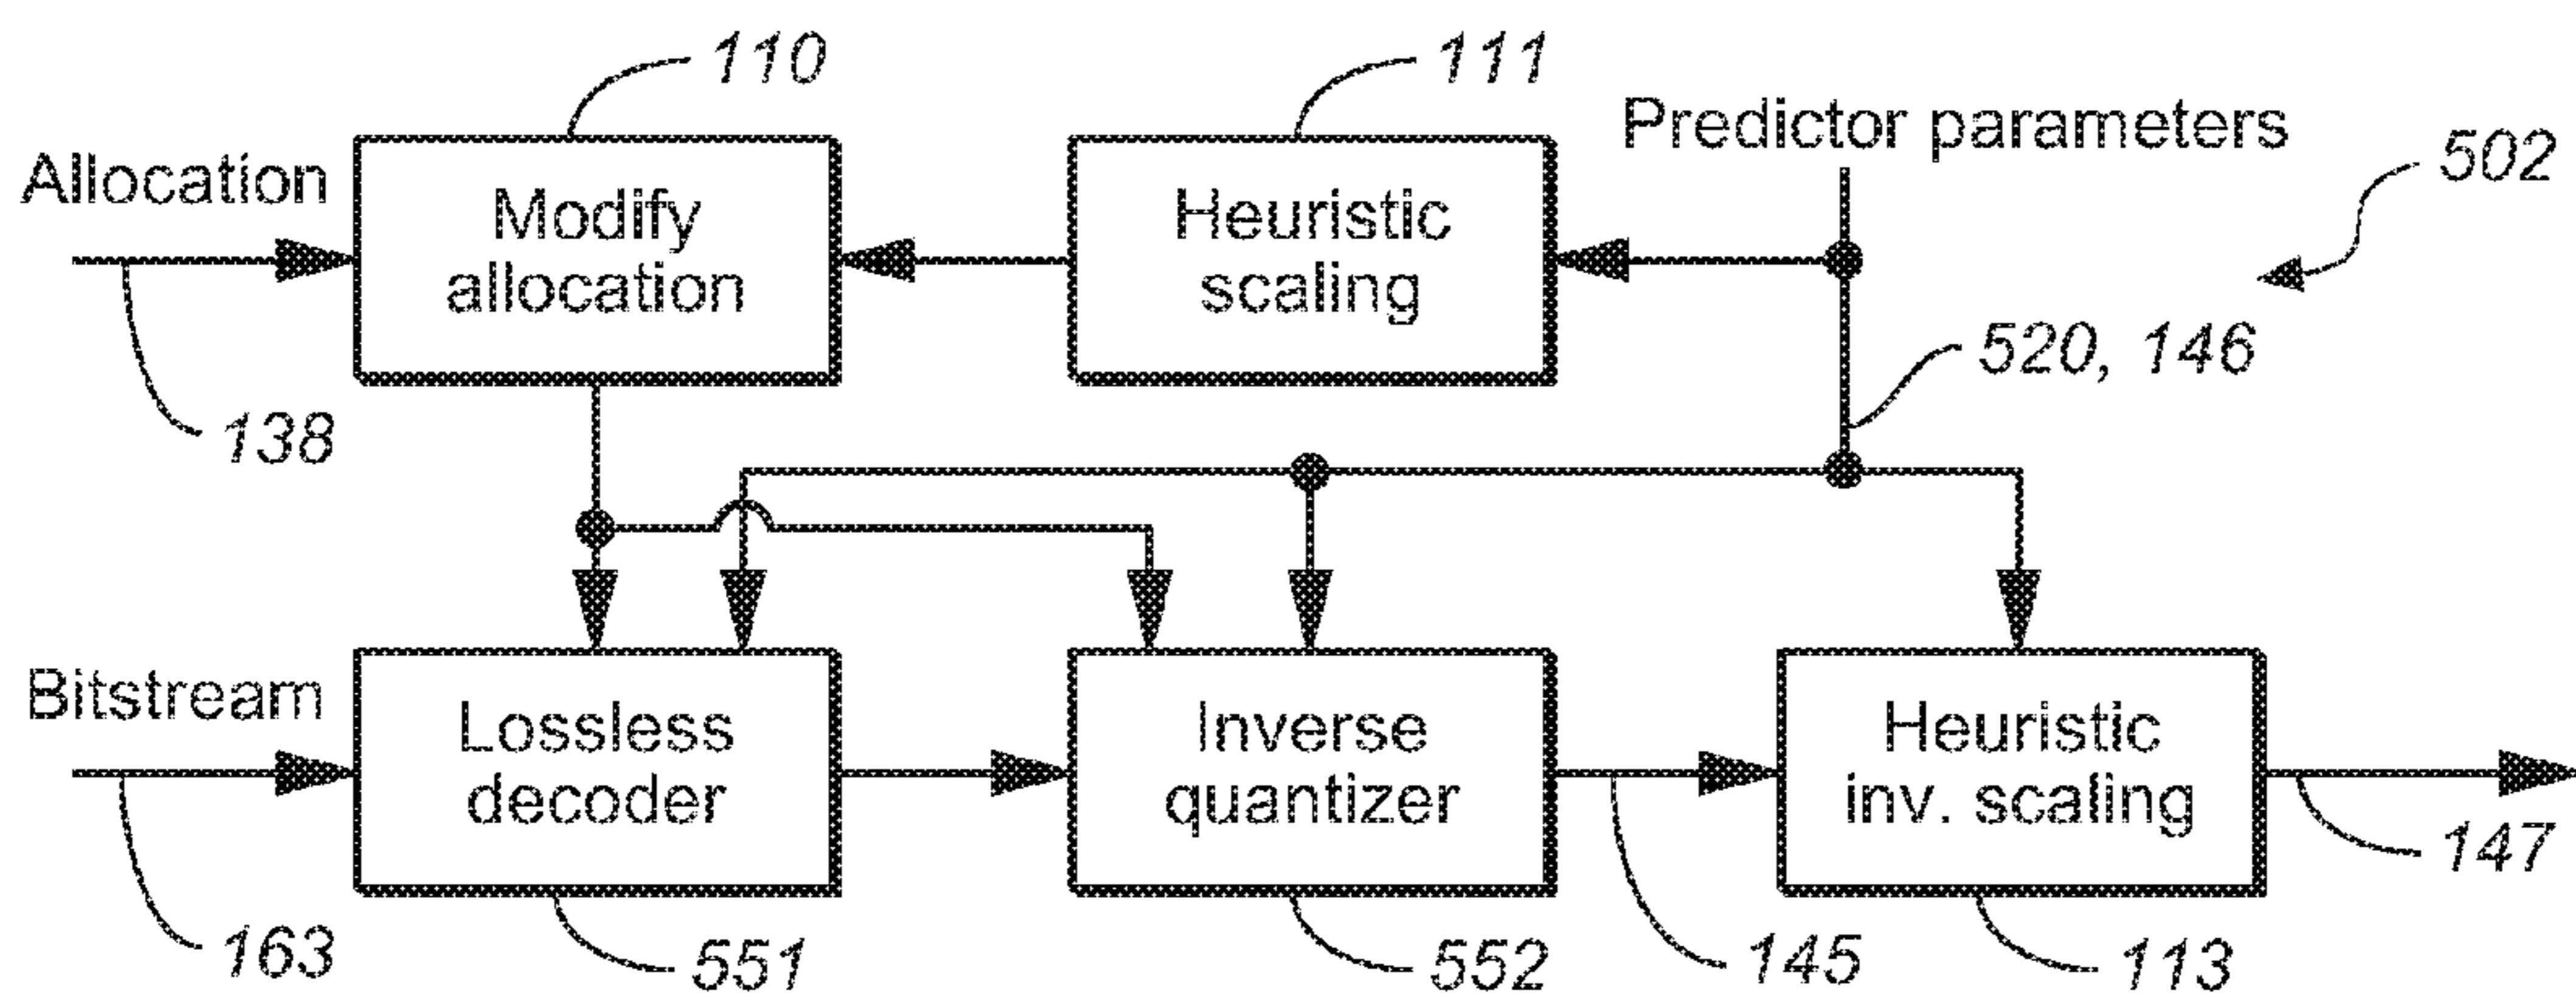 110
111
Predictor parameters
502
Allocation
Modify
allocation
Heuristic
scaling
520, 146
138
Bitstream
Lossless
decoder
Inverse
quantizer
Heuristic
inv. scaling
147
163
551
552
145
113